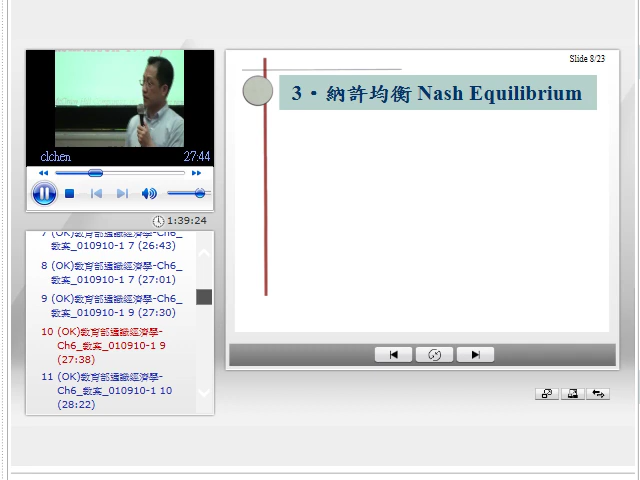 Slide 8/23
3‧納許均衡 Nash Equilibrium
clchen
27:44
1:39:24
7 (OK)教育部通識經濟學-Ch6_
教案_010910-1 7 (26:43)
8 (OK)教育部通識經濟學-Ch6_
教案_010910-1 7 (27:01)
9 (OK)教育部通識經濟學-Ch6_
教案_010910-1 9 (27:30)
10 (OK)教育部通識經濟學-
Ch6_教案_010910-1 9
(27:38)
11 (OK)教育部通識經濟學-
Ch6_教案_010910-1 10
(28:22)